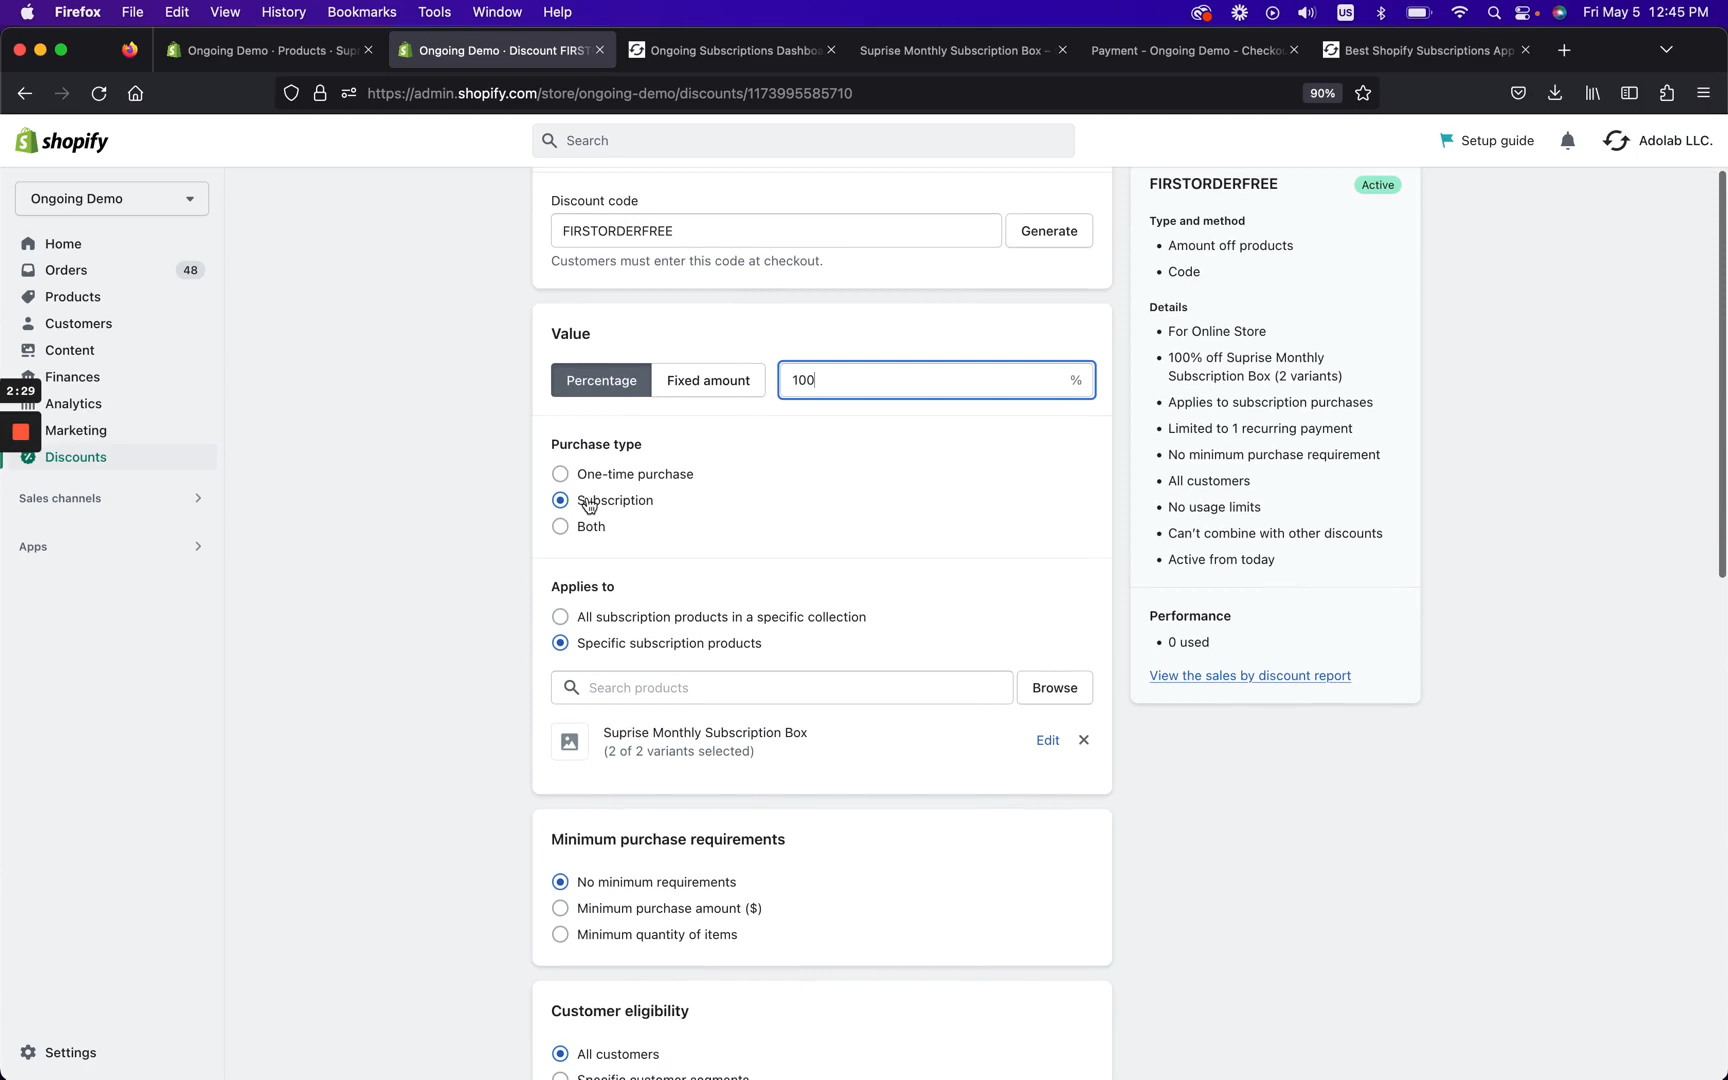 Firefox File Edit View History Bookmarks Tools Window Help US Fri May 5 12:45 PM
Ongoing Demo · Products · Sup
Ongoing Demo · Discount FIRST
Ongoing Subscriptions Dashboa
Suprise Monthly Subscription Box –
Payment - Ongoing Demo - Checkou
Best Shopify Subscriptions App
https://admin.shopify.com/store/ongoing-demo/discounts/1173995585710
90%
shopify
Search
Setup guide
Adolab LLC.
Ongoing Demo
Home
Orders 48
Products
Customers
Content
Finances
2:29
Analytics
Marketing
Discounts
Sales channels
Apps
Settings
Discount code
FIRSTORDERFREE
Generate
Customers must enter this code at checkout.
Value
Percentage Fixed amount 100 %
Purchase type
One-time purchase
Subscription
Both
Applies to
All subscription products in a specific collection
Specific subscription products
Search products
Browse
Suprise Monthly Subscription Box
(2 of 2 variants selected)
Edit
Minimum purchase requirements
No minimum requirements
Minimum purchase amount ($)
Minimum quantity of items
Customer eligibility
All customers
Specific customer segments
FIRSTORDERFREE
Active
Type and method
• Amount off products
• Code
Details
• For Online Store
• 100% off Suprise Monthly
Subscription Box (2 variants)
• Applies to subscription purchases
• Limited to 1 recurring payment
• No minimum purchase requirement
• All customers
• No usage limits
• Can't combine with other discounts
• Active from today
Performance
• 0 used
View the sales by discount report